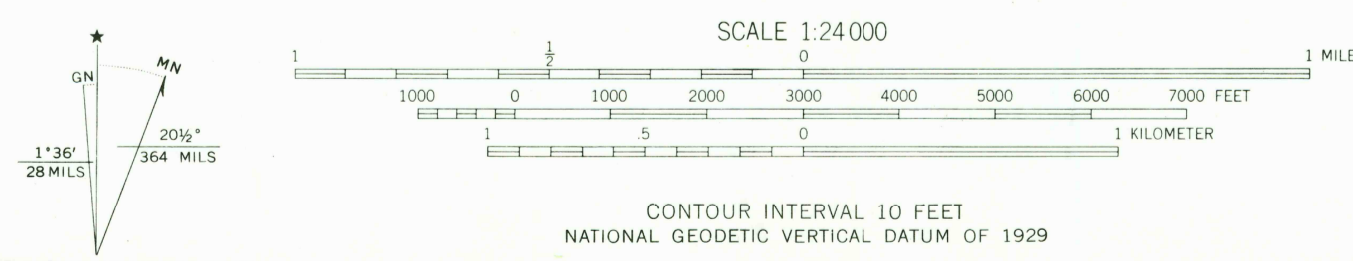 ★
GN
MN
1°36′
28 MILS
20½°
364 MILS
SCALE 1:24 000
1 ½ 0 1 MILE
1000 0 1000 2000 3000 4000 5000 6000 7000 FEET
1 .5 0 1 KILOMETER
CONTOUR INTERVAL 10 FEET
NATIONAL GEODETIC VERTICAL DATUM OF 1929